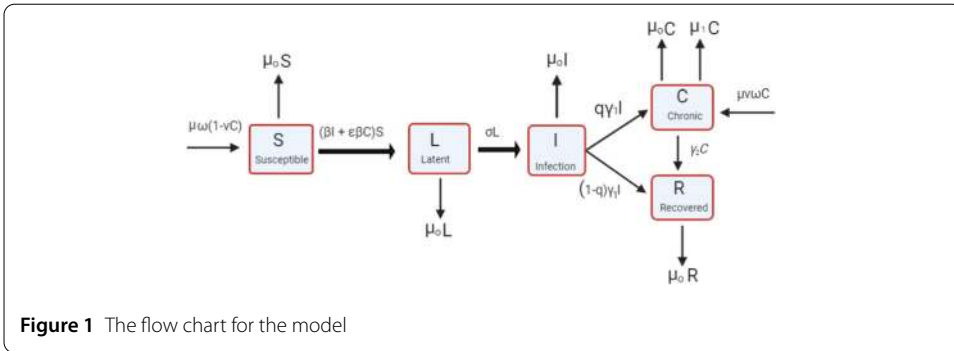 μ₀C μ₁C
μ₀S μ₀I
μω(1-νC) S Susceptible (βI + εβC)S L Latent σL I Infection qγ₁I C Chronic μνωC
γ₂C
(1-q)γ₁I R Recovered
μ₀L
μ₀R
Figure 1 The flow chart for the model